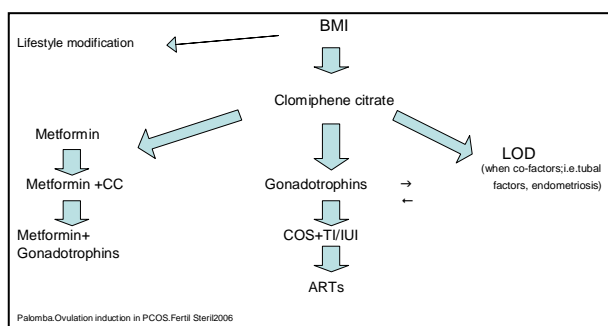 BMI
Lifestyle modification
Clomiphene citrate
Metformin
LOD
(when co-factors;i.e.tubal
factors, endometriosis)
Metformin +CC
Gonadotrophins
→
←
Metformin+
Gonadotrophins
COS+TI/IUI
ARTs
Palomba.Ovulation induction in PCOS.Fertil Steril2006